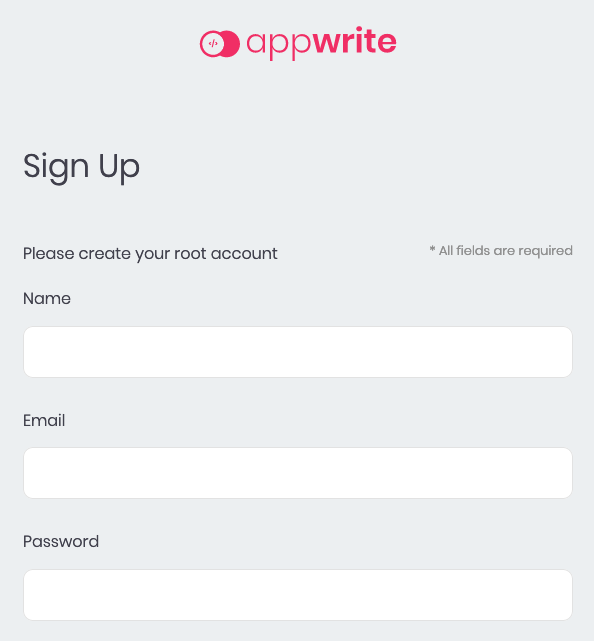 appwrite
Sign Up
Please create your root account
* All fields are required
Name
Email
Password